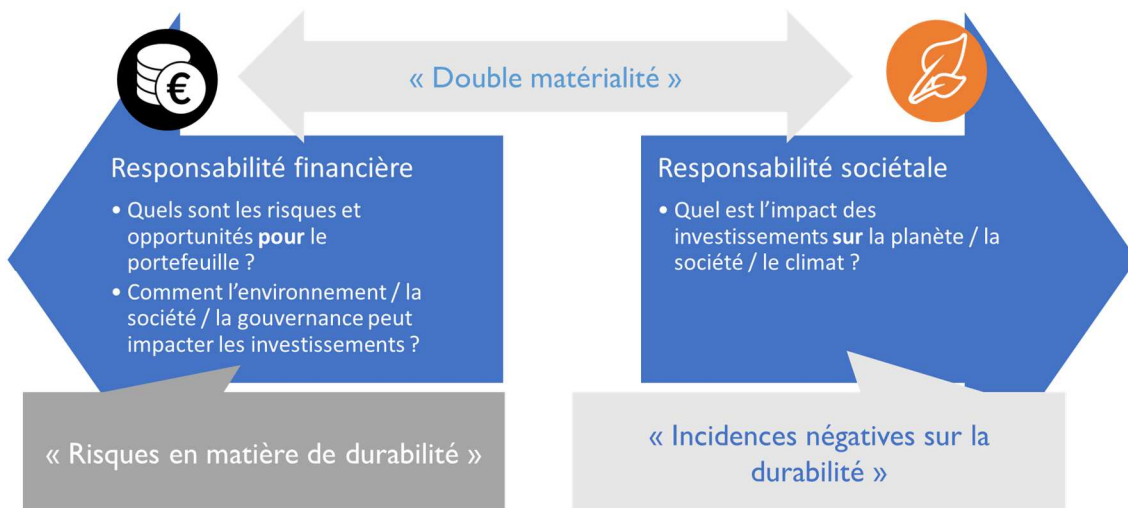 « Double matérialité »
€
Responsabilité financière
• Quels sont les risques et
opportunités pour le
portefeuille ?
• Comment l'environnement / la
société / la gouvernance peut
impacter les investissements ?
« Risques en matière de durabilité »
Responsabilité sociétale
• Quel est l'impact des
investissements sur la planète / la
société / le climat ?
« Incidences négatives sur la
durabilité »